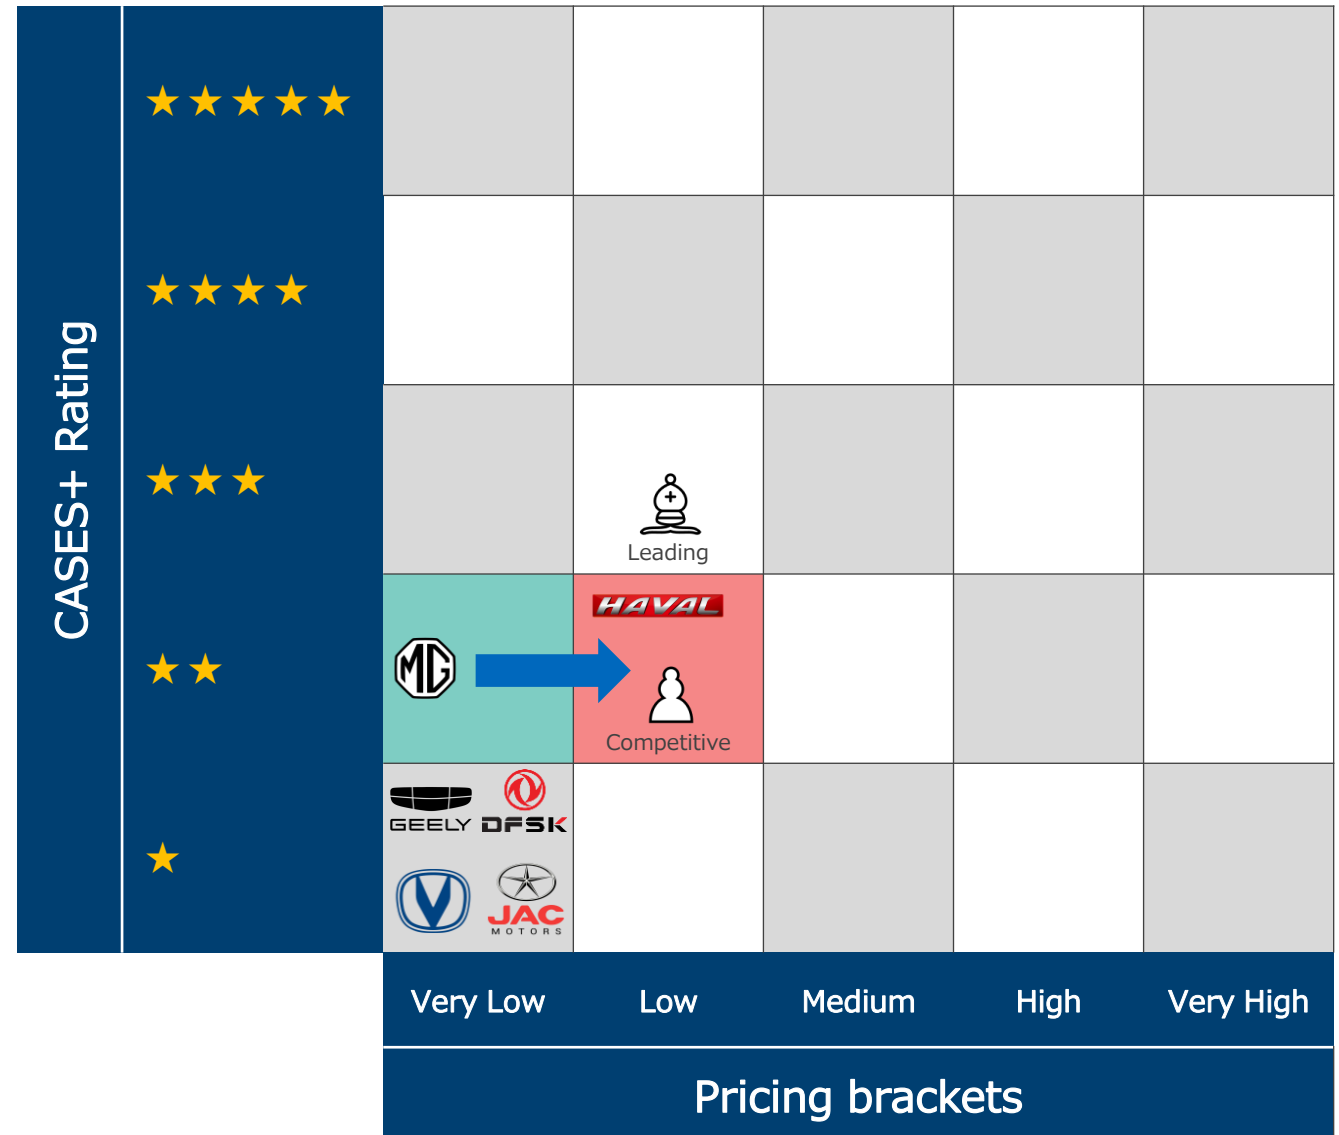 CASES+ Rating
Leading
HAVAL
MG
Competitive
GEELY
DFSK
JAC
MOTORS
Very Low
Low
Medium
High
Very High
Pricing brackets